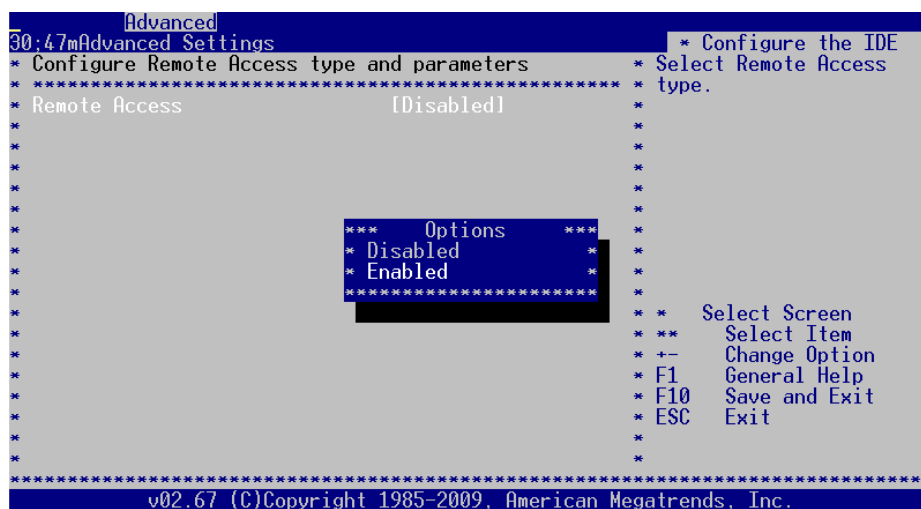 Advanced
30;47mAdvanced Settings * Configure the IDE
* Configure Remote Access type and parameters * Select Remote Access
* *************************************************** * type.
* Remote Access [Disabled] *
* *
* *
* *
* *
* *
* *** Options *** *
* * Disabled * *
* * Enabled * *
* ********************** *
* * * Select Screen
* * ** Select Item
* * +- Change Option
* * F1 General Help
* * F10 Save and Exit
* * ESC Exit
* *
* *
******************************************************************************
v02.67 (C)Copyright 1985-2009, American Megatrends, Inc.